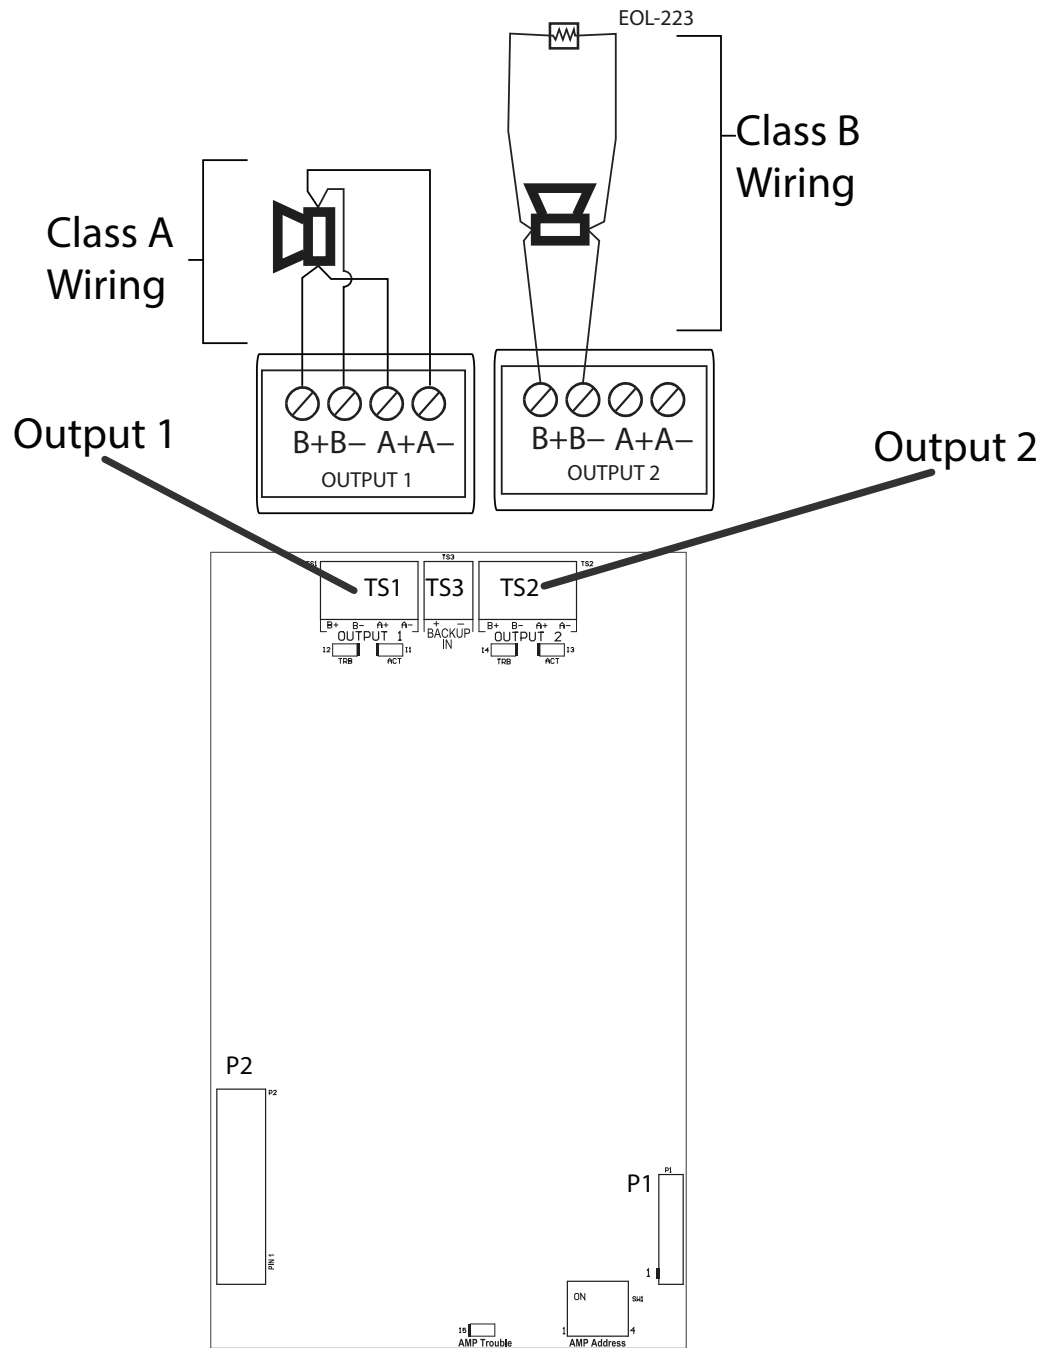 EOL-223
Class B
Wiring
Class A
Wiring
B+B− A+A−
OUTPUT 1
B+B− A+A−
OUTPUT 2
Output 1
Output 2
TS1
TS3
TS2
TS1
TS3
TS2
B+ B- A+ A-
OUTPUT 1
+ -
BACKUP
IN
B+ B- A+ A-
OUTPUT 2
I2
TRB
I1
ACT
I4
TRB
I3
ACT
P2
P2
PIN 1
P1
P1
1
ON
SW1
1
4
AMP Address
I5
AMP Trouble